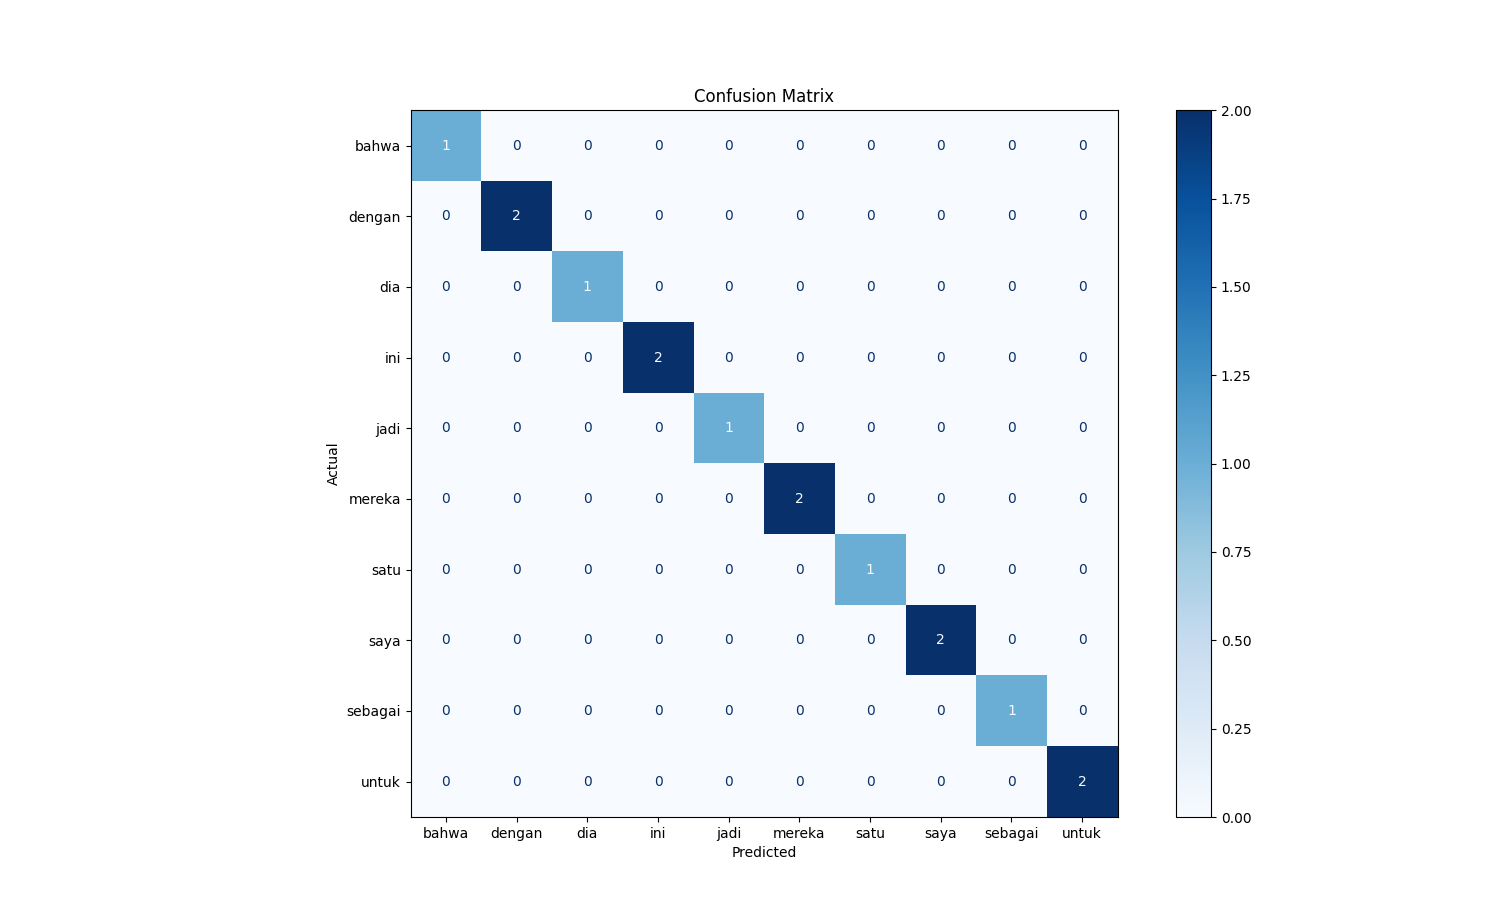 Confusion Matrix
bahwa 1 0 0 0 0 0 0 0 0 0
dengan 0 2 0 0 0 0 0 0 0 0
dia 0 0 1 0 0 0 0 0 0 0
ini 0 0 0 2 0 0 0 0 0 0
jadi 0 0 0 0 1 0 0 0 0 0
mereka 0 0 0 0 0 2 0 0 0 0
satu 0 0 0 0 0 0 1 0 0 0
saya 0 0 0 0 0 0 0 2 0 0
sebagai 0 0 0 0 0 0 0 0 1 0
untuk 0 0 0 0 0 0 0 0 0 2
bahwa dengan dia ini jadi mereka satu saya sebagai untuk
Predicted
Actual
2.00
1.75
1.50
1.25
1.00
0.75
0.50
0.25
0.00